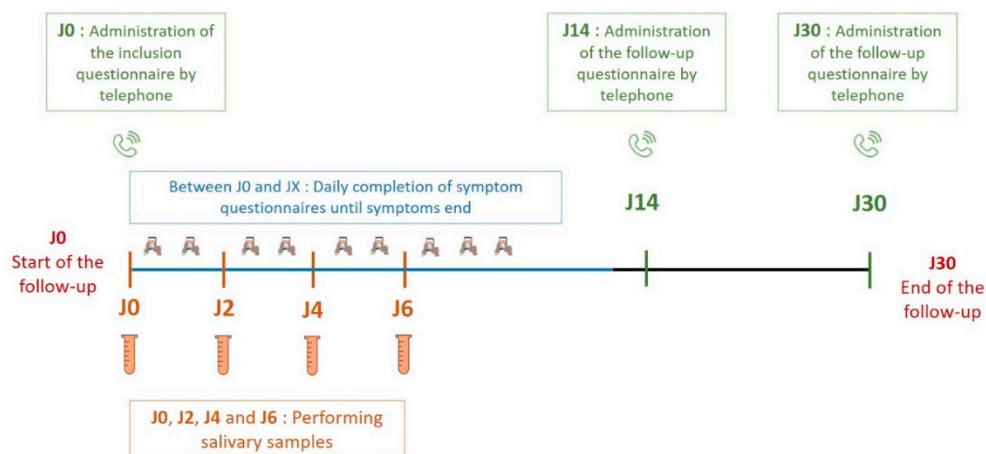 J0 : Administration of
the inclusion
questionnaire by
telephone
J14 : Administration
of the follow-up
questionnaire by
telephone
J30 : Administration
of the follow-up
questionnaire by
telephone
Between J0 and JX : Daily completion of symptom
questionnaires until symptoms end
J14
J30
J0
Start of the
follow-up
J30
End of the
follow-up
J0
J2
J4
J6
J0, J2, J4 and J6 : Performing
salivary samples